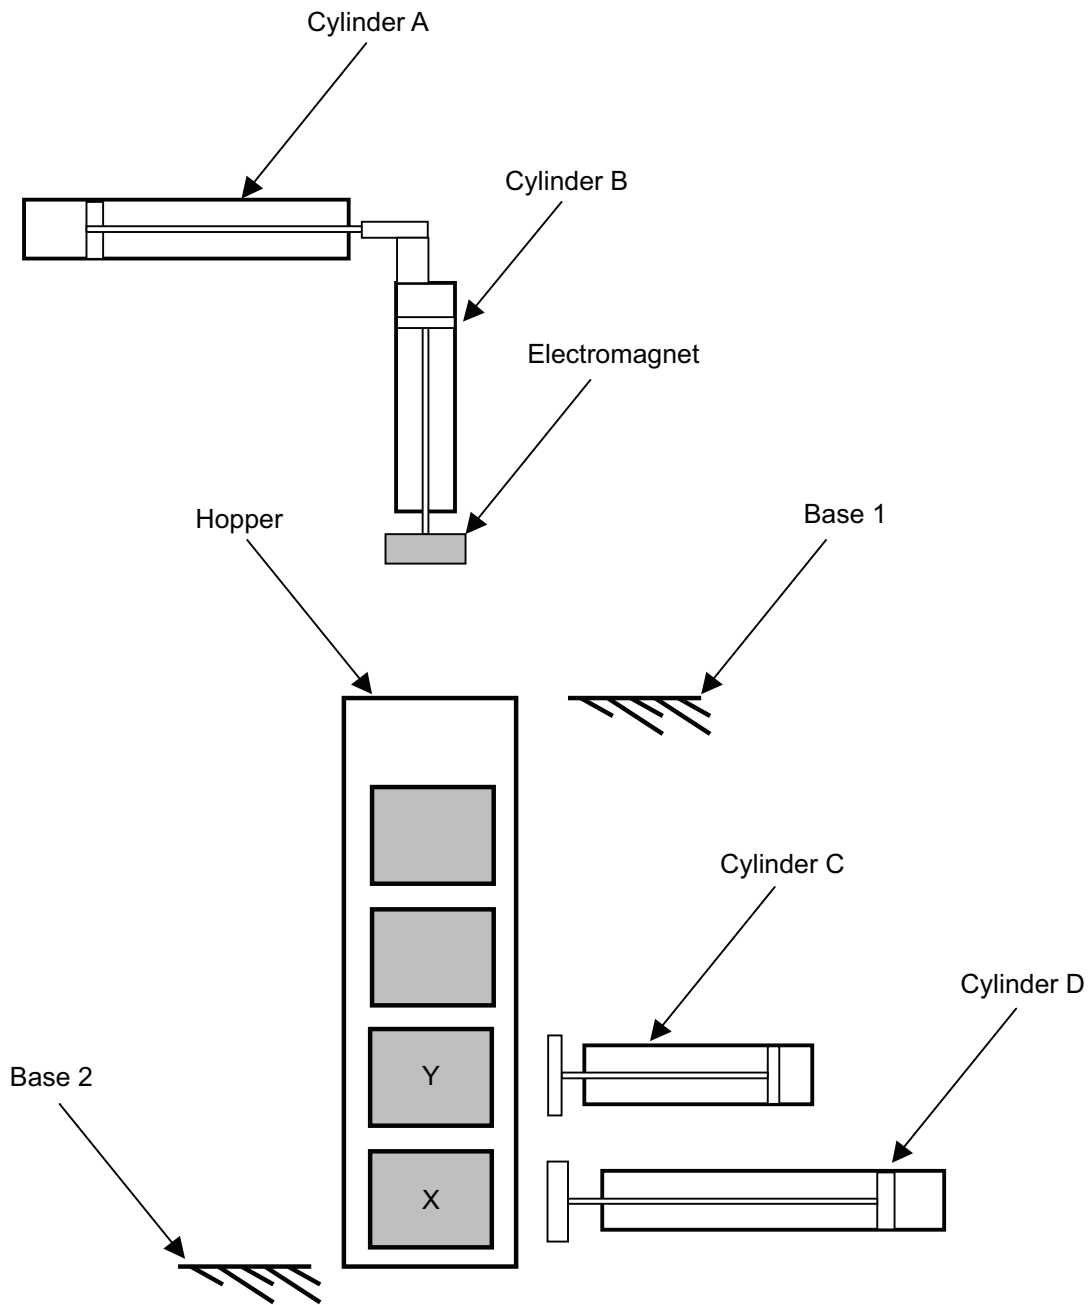 Cylinder A
Cylinder B
Electromagnet
Hopper
Base 1
Cylinder C
Cylinder D
Base 2
Y
X